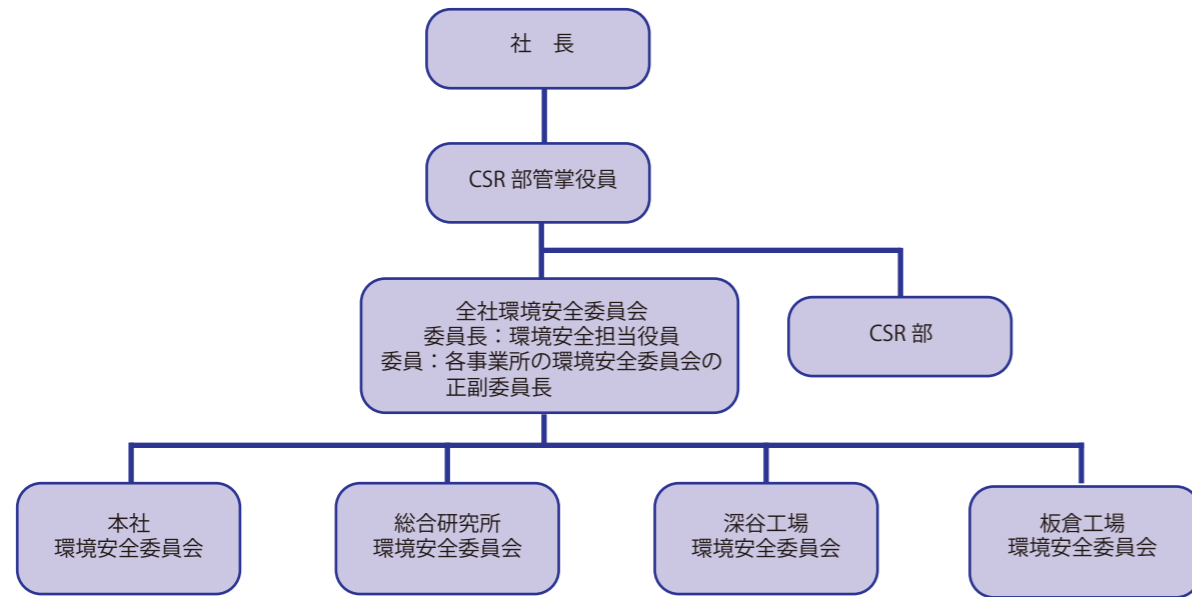 社　長
CSR 部管掌役員
全社環境安全委員会
委員長：環境安全担当役員
委員：各事業所の環境安全委員会の
正副委員長
CSR 部
本社
環境安全委員会
総合研究所
環境安全委員会
深谷工場
環境安全委員会
板倉工場
環境安全委員会